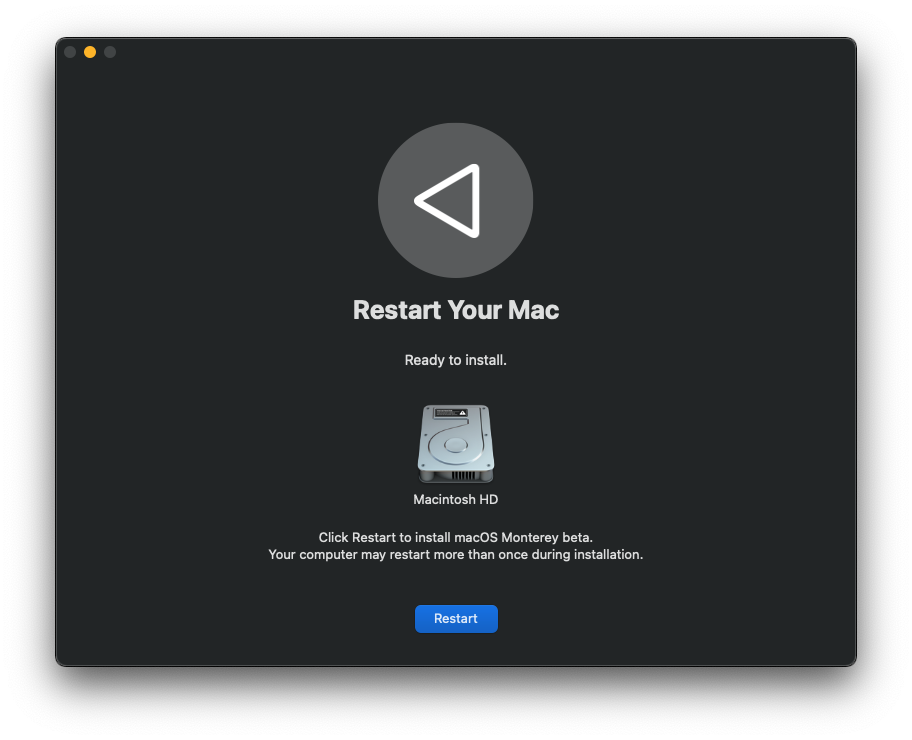 Restart Your Mac
Ready to install.
Macintosh HD
Click Restart to install macOS Monterey beta.
Your computer may restart more than once during installation.
Restart